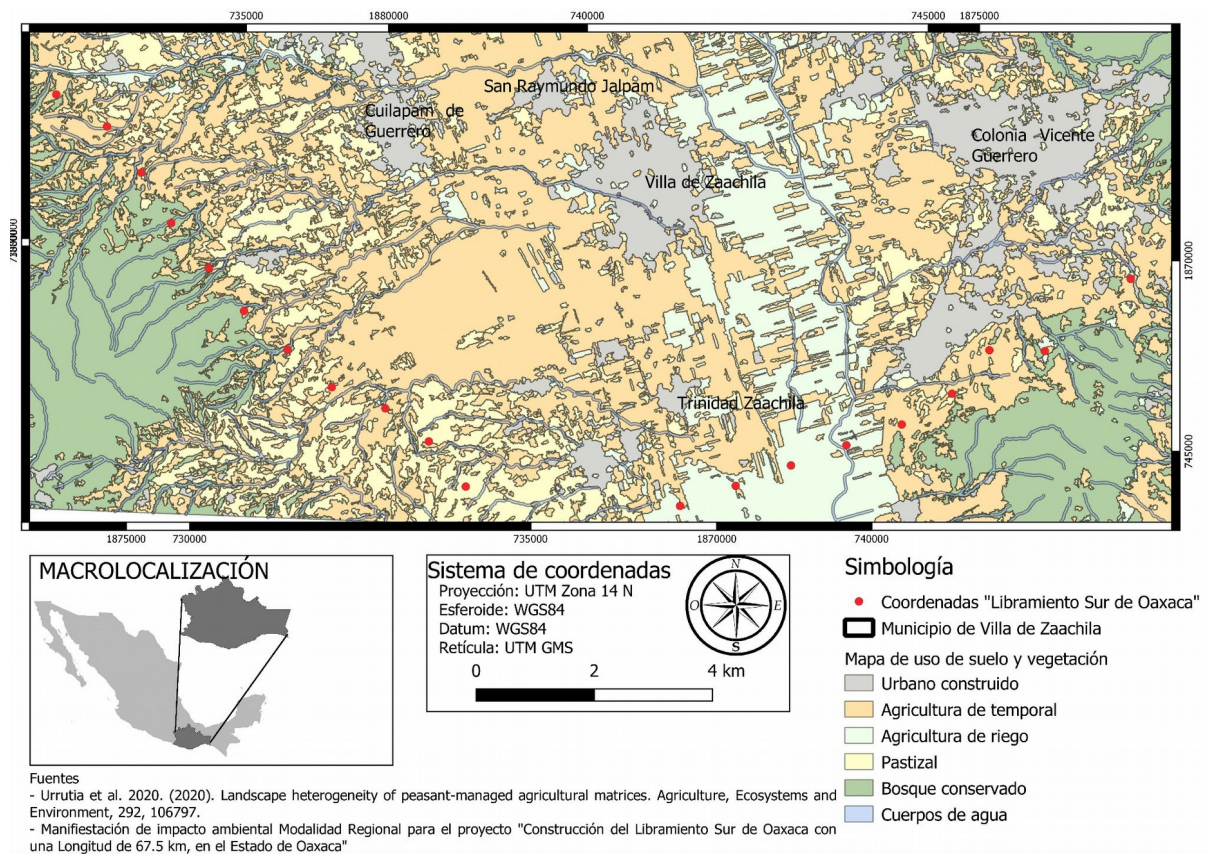 735000 1880000 740000 745000 1875000
San Raymundo Jalpam
Cuilapam de
Guerrero
Colonia Vicente
Guerrero
Villa de Zaachila
1870000
Trinidad Zaachila
745000
1875000 730000 735000 1870000 740000
MACROLOCALIZACIÓN
Sistema de coordenadas
Proyección: UTM Zona 14 N
Esferoide: WGS84
Datum: WGS84
Retícula: UTM GMS
0 2 4 km
N
O E
S
Simbología
Coordenadas "Libramiento Sur de Oaxaca"
Municipio de Villa de Zaachila
Mapa de uso de suelo y vegetación
Urbano construido
Agricultura de temporal
Agricultura de riego
Pastizal
Bosque conservado
Cuerpos de agua
Fuentes
- Urrutia et al. 2020. (2020). Landscape heterogeneity of peasant-managed agricultural matrices. Agriculture, Ecosystems and
Environment, 292, 106797.
- Manifiestación de impacto ambiental Modalidad Regional para el proyecto "Construcción del Libramiento Sur de Oaxaca con
una Longitud de 67.5 km, en el Estado de Oaxaca"